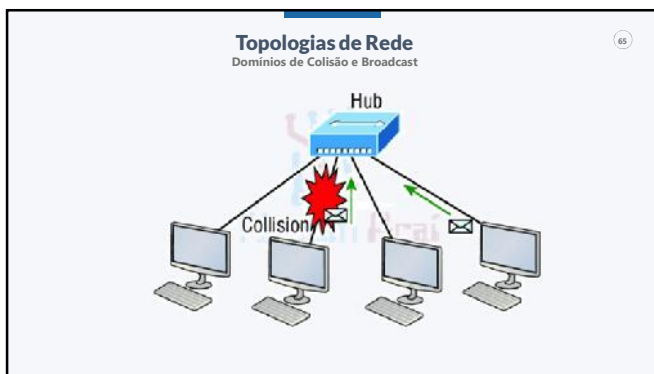 Topologias de Rede
65
Domínios de Colisão e Broadcast
Hub
Collision